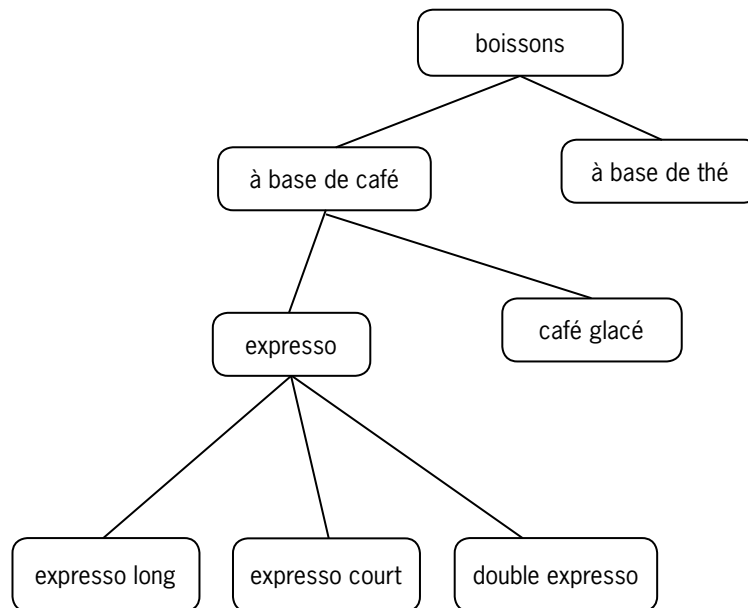 boissons
à base de café
à base de thé
expresso
café glacé
expresso long
expresso court
double expresso